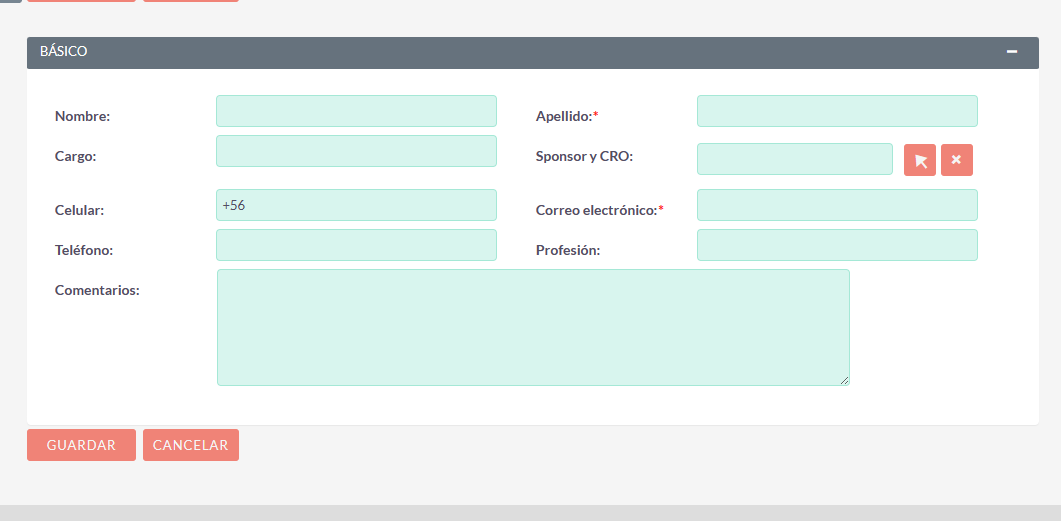 BÁSICO
Nombre:
Apellido:*
Cargo:
Sponsor y CRO:
Celular:
+56
Correo electrónico:*
Teléfono:
Profesión:
Comentarios:
GUARDAR
CANCELAR